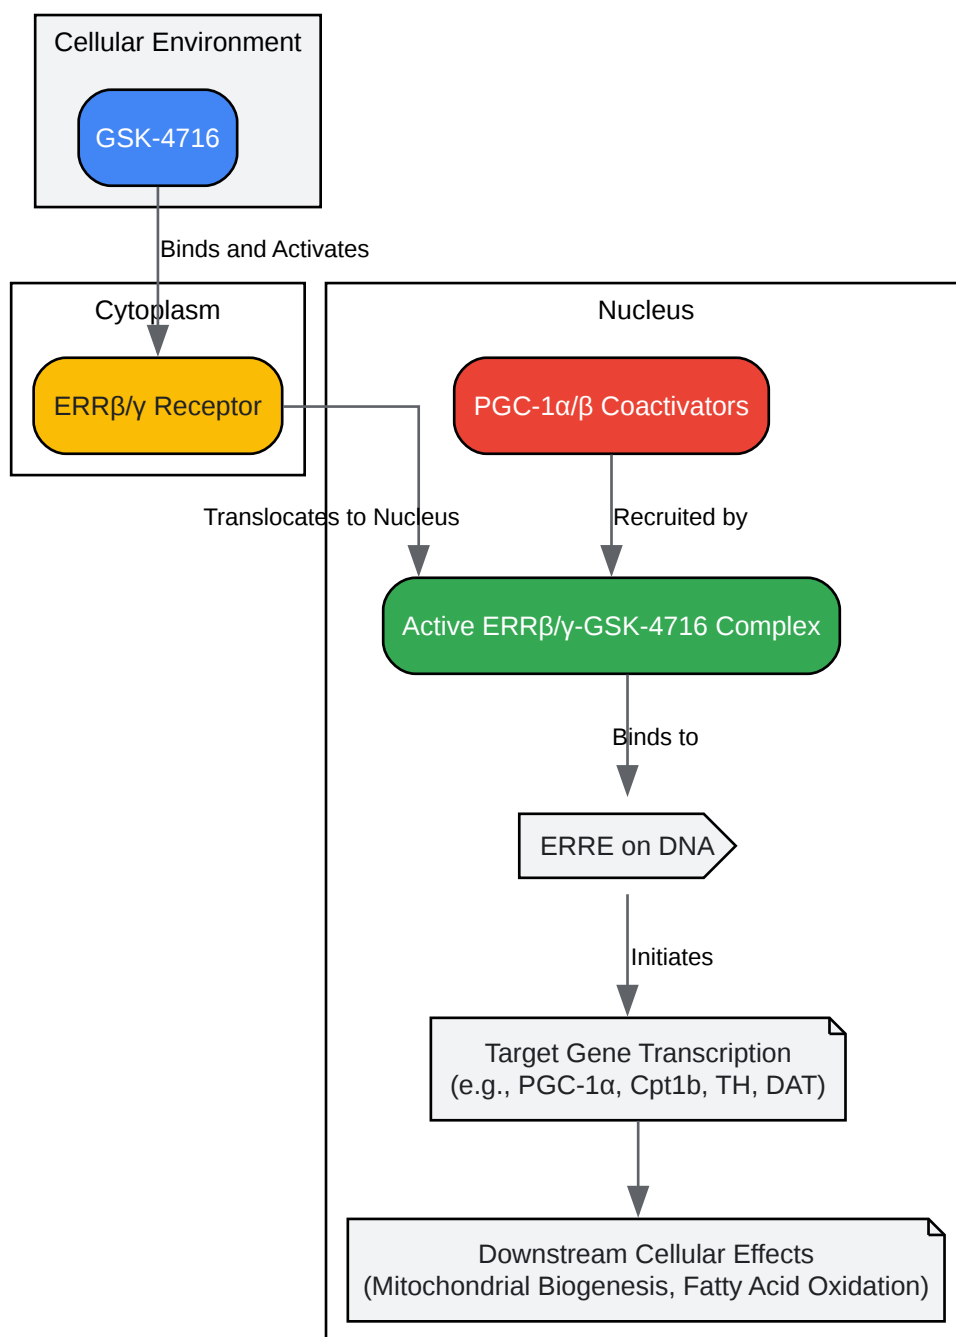 Cellular Environment
GSK-4716
Binds and Activates
Cytoplasm
Nucleus
ERRβ/γ Receptor
PGC-1α/β Coactivators
Translocates to Nucleus
Recruited by
Active ERRβ/γ-GSK-4716 Complex
Binds to
ERRE on DNA
Initiates
Target Gene Transcription
(e.g., PGC-1α, Cpt1b, TH, DAT)
Downstream Cellular Effects
(Mitochondrial Biogenesis, Fatty Acid Oxidation)